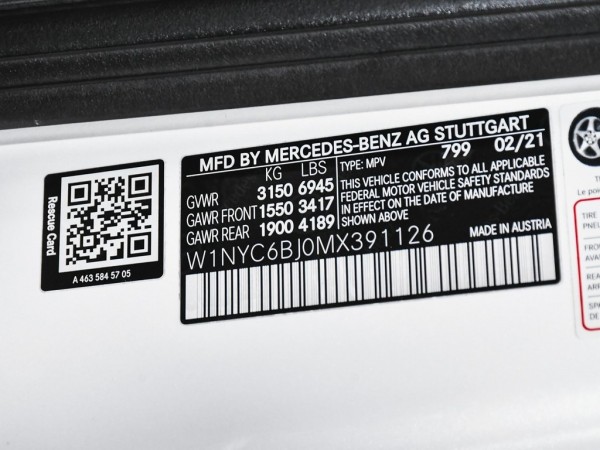 Rescue Card
A 463 584 57 05
MFD BY MERCEDES-BENZ AG STUTTGART
KG LBS
GVWR 3150 6945
GAWR FRONT 1550 3417
GAWR REAR 1900 4189
TYPE: MPV 799 02/21
THIS VEHICLE CONFORMS TO ALL APPLICABLE
FEDERAL MOTOR VEHICLE SAFETY STANDARDS
IN EFFECT ON THE DATE OF MANUFACTURE
SHOWN ABOVE
W1NYC6BJ0MX391126
MADE IN AUSTRIA
TIRE